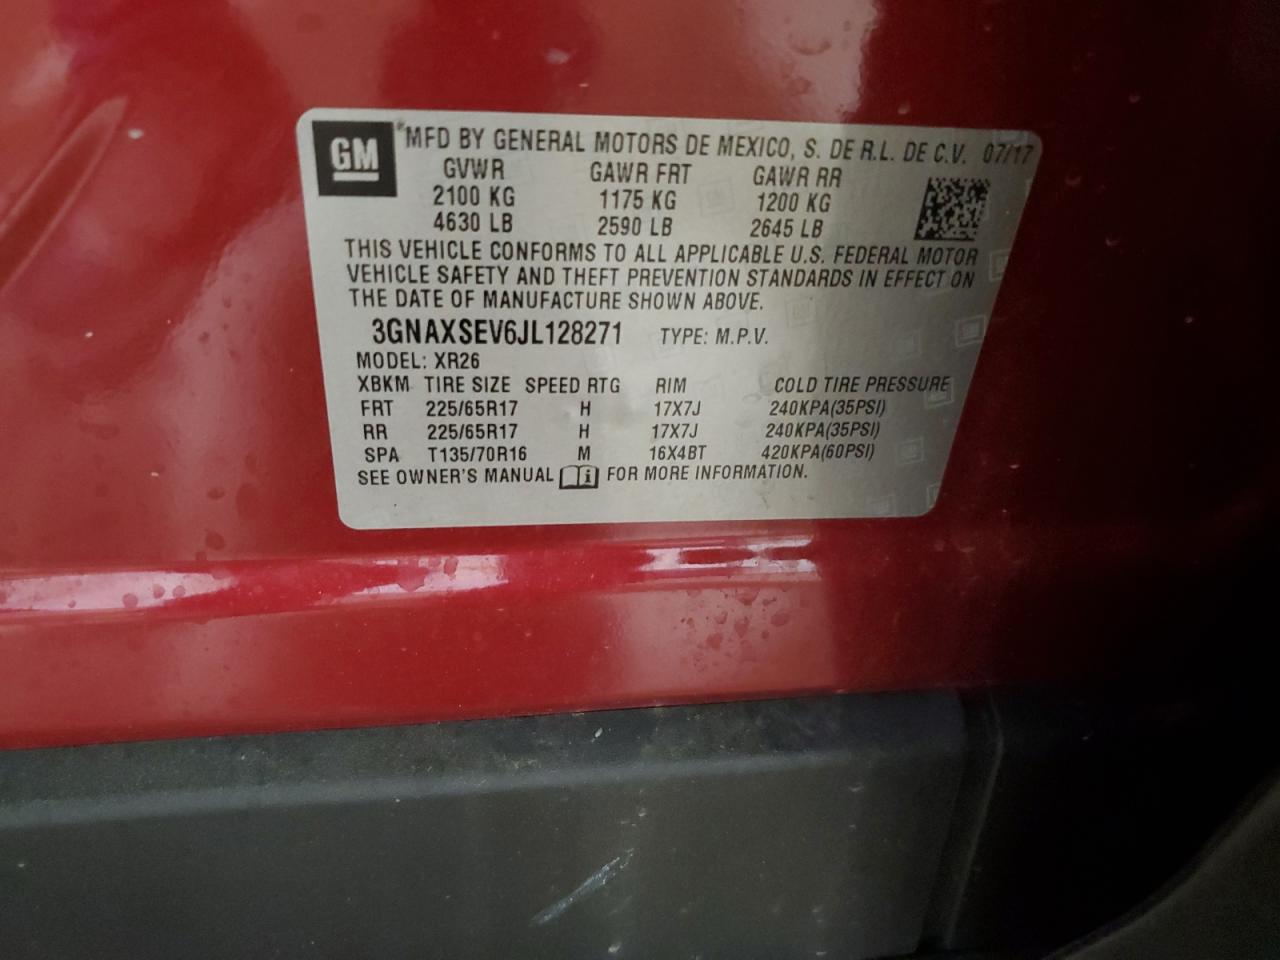 GM *MFD BY GENERAL MOTORS DE MEXICO, S. DE R.L. DE C.V. 07/17
GVWR GAWR FRT GAWR RR
2100 KG 1175 KG 1200 KG
4630 LB 2590 LB 2645 LB
THIS VEHICLE CONFORMS TO ALL APPLICABLE U.S. FEDERAL MOTOR
VEHICLE SAFETY AND THEFT PREVENTION STANDARDS IN EFFECT ON
THE DATE OF MANUFACTURE SHOWN ABOVE.
3GNAXSEV6JL128271 TYPE: M.P.V.
MODEL: XR26
XBKM TIRE SIZE SPEED RTG RIM COLD TIRE PRESSURE
FRT 225/65R17 H 17X7J 240KPA(35PSI)
RR 225/65R17 H 17X7J 240KPA(35PSI)
SPA T135/70R16 M 16X4BT 420KPA(60PSI)
SEE OWNER'S MANUAL i FOR MORE INFORMATION.